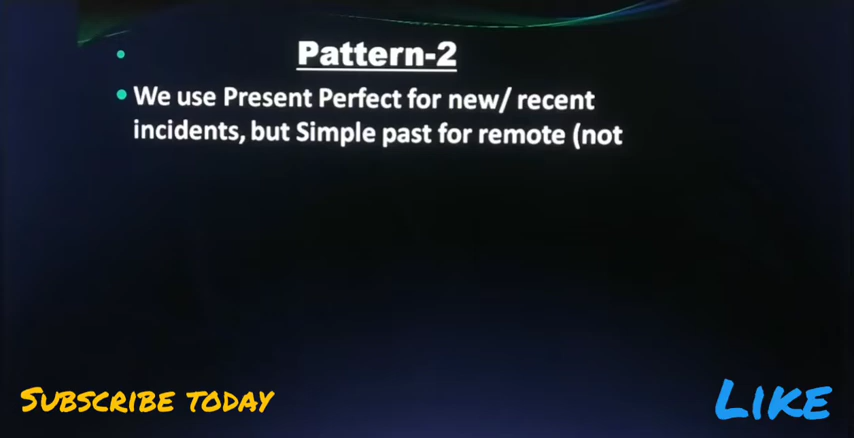 Pattern-2
We use Present Perfect for new/ recent
incidents, but Simple past for remote (not
Subscribe today
Like